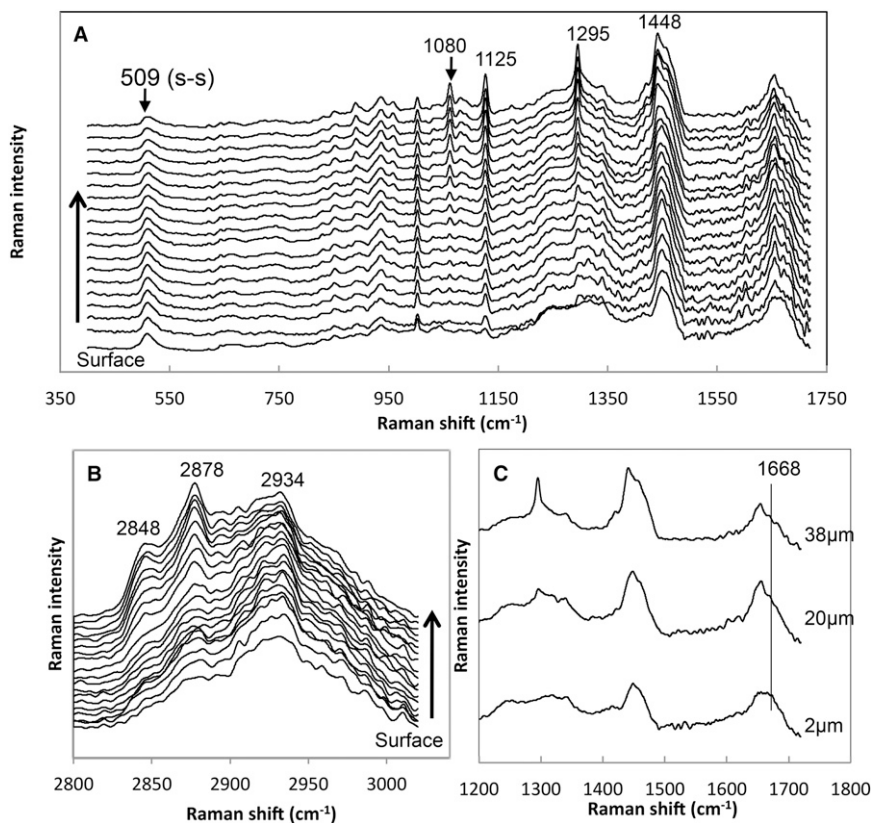 A
509 (s-s)
1080
1125
1295
1448
Raman intensity
Surface
350 550 750 950 1150 1350 1550 1750
Raman shift (cm⁻¹)
B
2848
2878
2934
Raman intensity
Surface
2800 2850 2900 2950 3000
Raman shift (cm⁻¹)
C
1668
38µm
20µm
2µm
Raman intensity
1200 1300 1400 1500 1600 1700 1800
Raman shift (cm⁻¹)